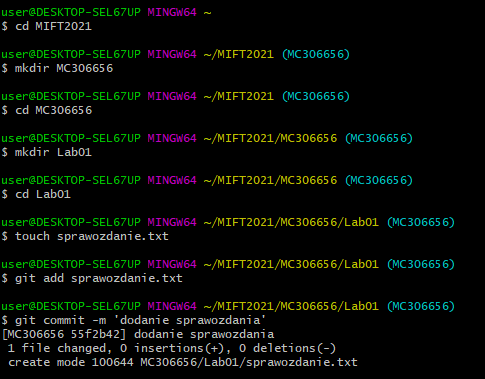 user@DESKTOP-SEL67UP MINGW64 ~
$ cd MIFT2021
user@DESKTOP-SEL67UP MINGW64 ~/MIFT2021 (MC306656)
$ mkdir MC306656
user@DESKTOP-SEL67UP MINGW64 ~/MIFT2021 (MC306656)
$ cd MC306656
user@DESKTOP-SEL67UP MINGW64 ~/MIFT2021/MC306656 (MC306656)
$ mkdir Lab01
user@DESKTOP-SEL67UP MINGW64 ~/MIFT2021/MC306656 (MC306656)
$ cd Lab01
user@DESKTOP-SEL67UP MINGW64 ~/MIFT2021/MC306656/Lab01 (MC306656)
$ touch sprawozdanie.txt
user@DESKTOP-SEL67UP MINGW64 ~/MIFT2021/MC306656/Lab01 (MC306656)
$ git add sprawozdanie.txt
user@DESKTOP-SEL67UP MINGW64 ~/MIFT2021/MC306656/Lab01 (MC306656)
$ git commit -m 'dodanie sprawozdania'
[MC306656 55f2b42] dodanie sprawozdania
 1 file changed, 0 insertions(+), 0 deletions(-)
 create mode 100644 MC306656/Lab01/sprawozdanie.txt